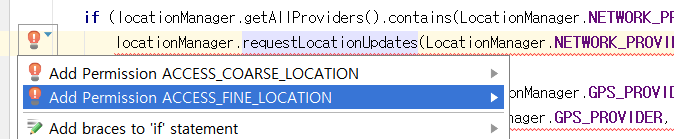 if (locationManager.getAllProviders().contains(LocationManager.NETWORK_PR
locationManager.requestLocationUpdates(LocationManager.NETWORK_PROVID
Add Permission ACCESS_COARSE_LOCATION
Add Permission ACCESS_FINE_LOCATION
onManager.GPS_PROVID
nager.GPS_PROVIDER,
Add braces to 'if' statement